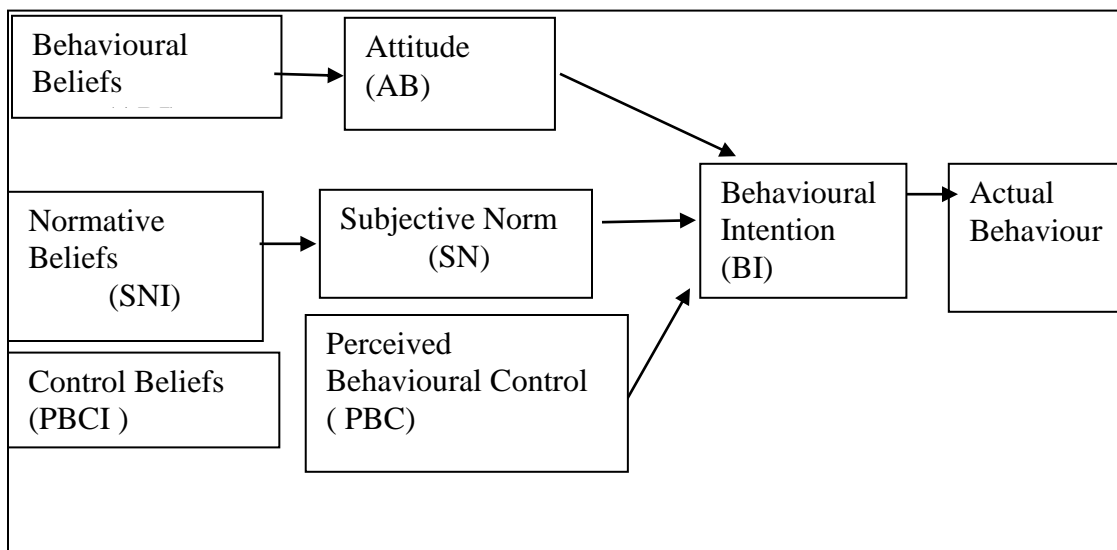 Behavioural
Beliefs
Attitude
(AB)
Normative
Beliefs
(SNI)
Subjective Norm
(SN)
Behavioural
Intention
(BI)
Actual
Behaviour
Control Beliefs
(PBCI )
Perceived
Behavioural Control
( PBC)